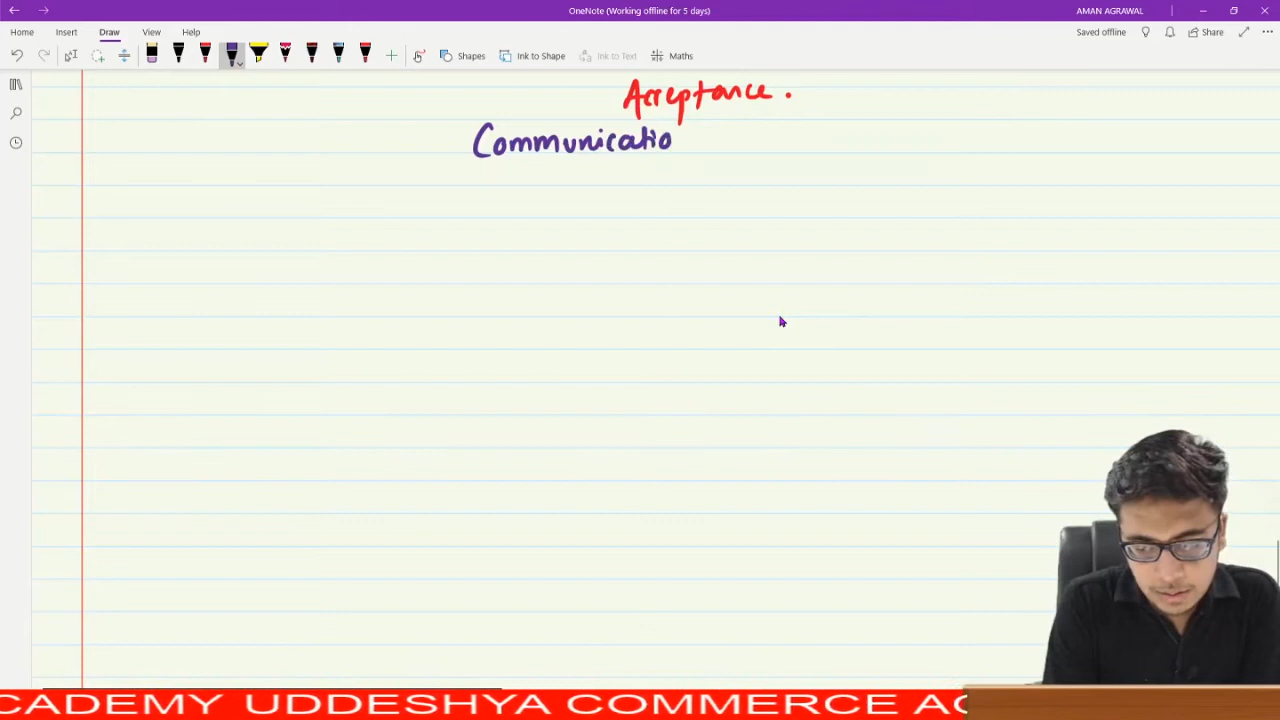 OneNote (Working offline for 5 days)
AMAN AGRAWAL
Home Insert Draw View Help
Saved offline
Share
Shapes
Ink to Shape
Ink to Text
Maths
Acceptance.
Communicatio
CADEMY UDDESHYA COMMERCE AC